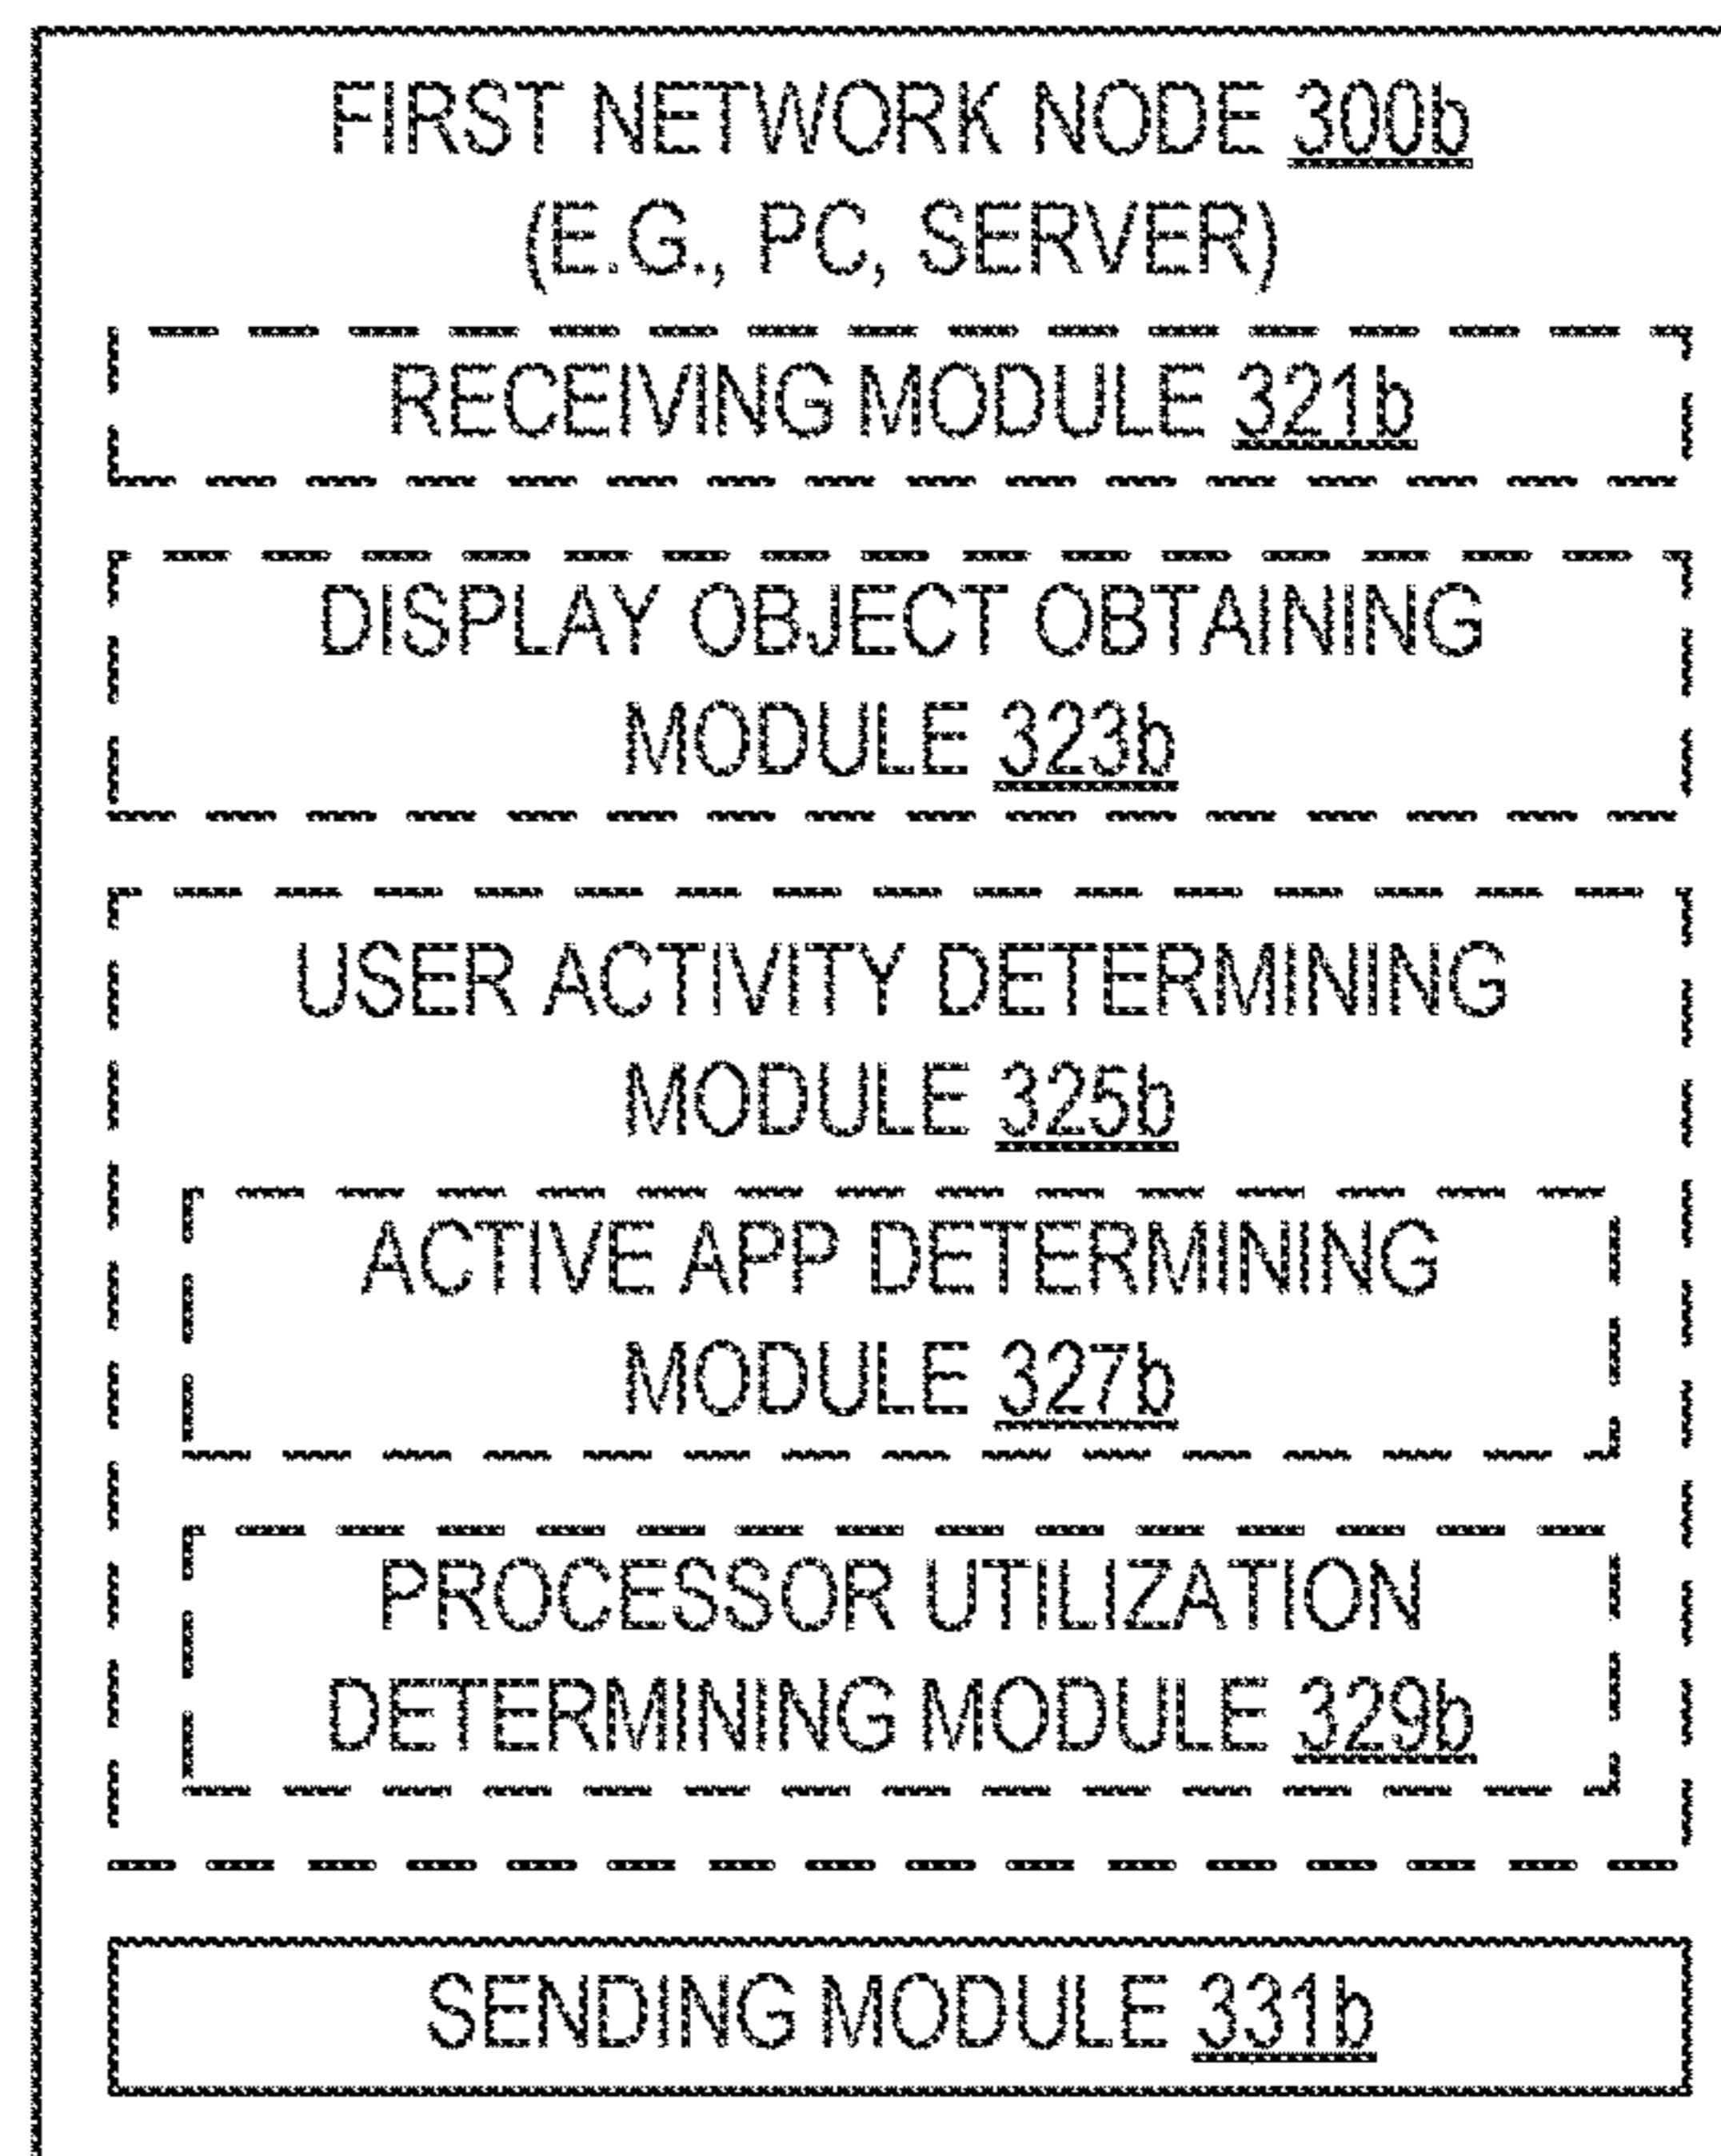 FIRST NETWORK NODE 300b
(E.G., PC, SERVER)
RECEIVING MODULE 321b
DISPLAY OBJECT OBTAINING
MODULE 323b
USER ACTIVITY DETERMINING
MODULE 325b
ACTIVE APP DETERMINING
MODULE 327b
PROCESSOR UTILIZATION
DETERMINING MODULE 329b
SENDING MODULE 331b